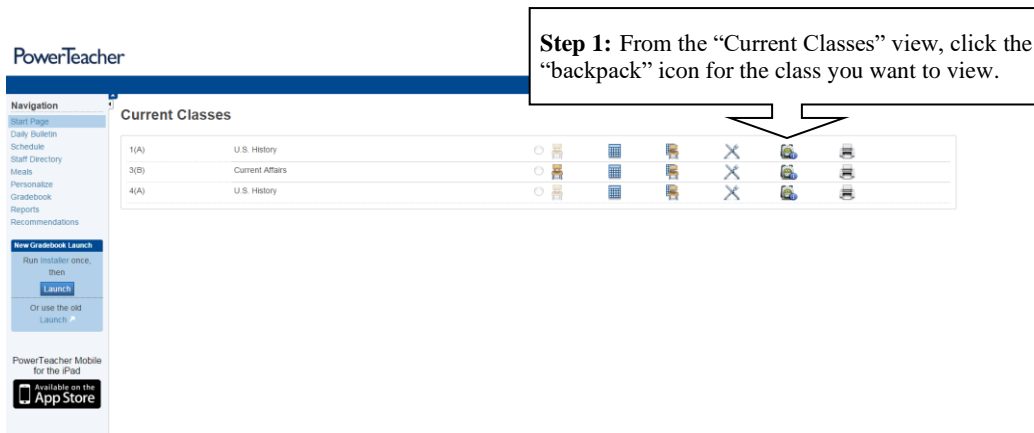 Step 1: From the “Current Classes” view, click the
“backpack” icon for the class you want to view.
PowerTeacher
Navigation
Start Page
Daily Bulletin
Schedule
Staff Directory
Meals
Personalize
Gradebook
Reports
Recommendations
New Gradebook Launch
Run Installer once,
then
Launch
Or use the old
Launch
PowerTeacher Mobile
for the iPad
Available on the
App Store
Current Classes
1(A) U.S. History
3(B) Current Affairs
4(A) U.S. History